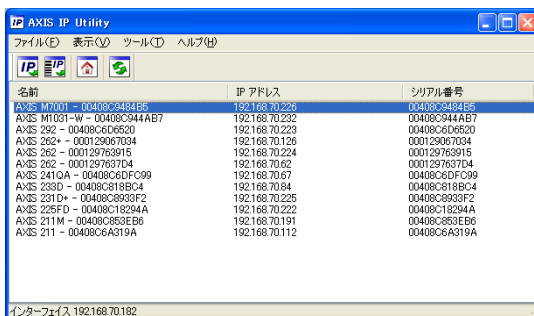 AXIS IP Utility
ファイル(F) 表示(V) ツール(T) ヘルプ(H)
名前 IP アドレス シリアル番号
AXIS M7001 - 00408C9484B5 192.168.70.226 00408C9484B5
AXIS M1031-W - 00408C944AB7 192.168.70.232 00408C944AB7
AXIS 292 - 00408C6D6520 192.168.70.223 00408C6D6520
AXIS 262+ - 000129067034 192.168.70.126 000129067034
AXIS 262 - 000129763915 192.168.70.224 000129763915
AXIS 262 - 0001297637D4 192.168.70.62 0001297637D4
AXIS 241QA - 00408C6DFC99 192.168.70.67 00408C6DFC99
AXIS 233D - 00408C818BC4 192.168.70.84 00408C818BC4
AXIS 231D+ - 00408C8933F2 192.168.70.225 00408C8933F2
AXIS 225FD - 00408C18294A 192.168.70.222 00408C18294A
AXIS 211M - 00408C853EB6 192.168.70.191 00408C853EB6
AXIS 211 - 00408C6A319A 192.168.70.112 00408C6A319A
インターフェイス 192.168.70.182